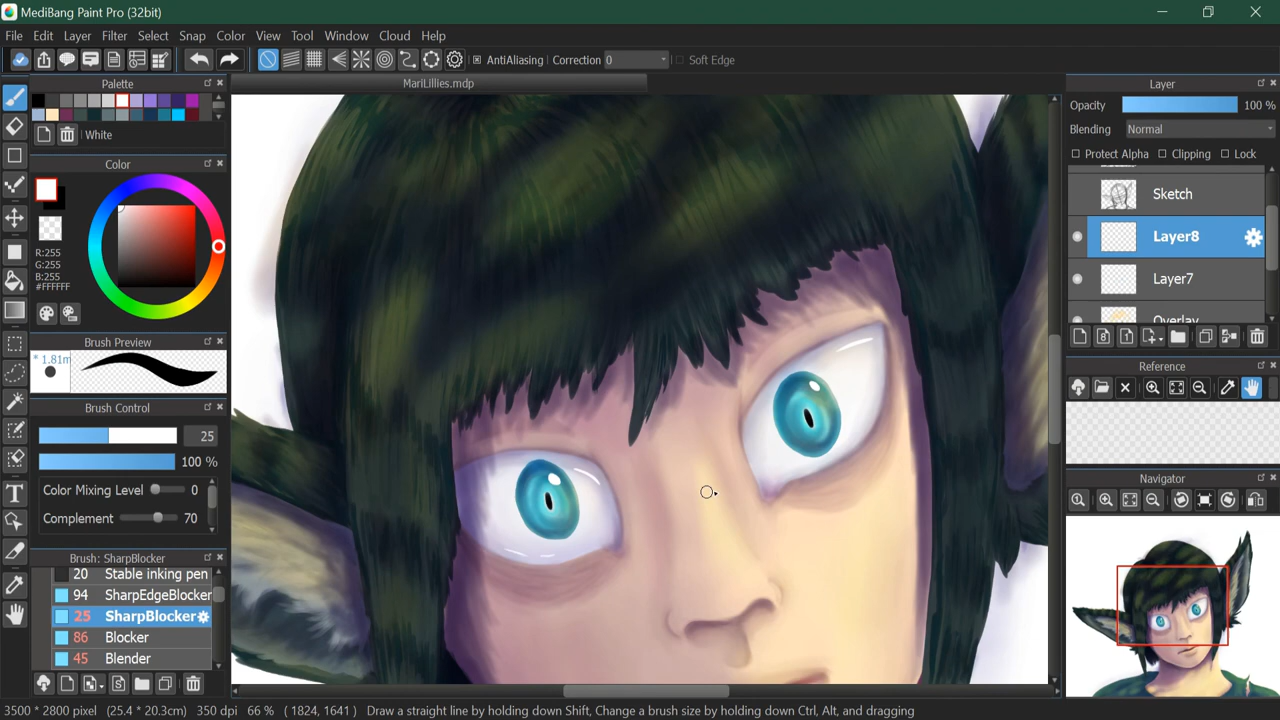 MediBang Paint Pro (32bit)
File Edit Layer Filter Select Snap Color View Tool Window Cloud Help
AntiAliasing Correction 0 Soft Edge
MariLillies.mdp
Palette
White
Color
R:255
G:255
B:255
#FFFFFF
Brush Preview
* 1.81m
Brush Control
25
100 %
Color Mixing Level 0
Complement 70
Brush: SharpBlocker
20 Stable inking pen
94 SharpEdgeBlocker
25 SharpBlocker
86 Blocker
45 Blender
Layer
Opacity 100 %
Blending Normal
Protect Alpha Clipping Lock
Sketch
Layer8
Layer7
Overlay
8 1
Reference
Navigator
1
3500 * 2800 pixel (25.4 * 20.3cm) 350 dpi 66 % ( 1824, 1641 ) Draw a straight line by holding down Shift, Change a brush size by holding down Ctrl, Alt, and dragging